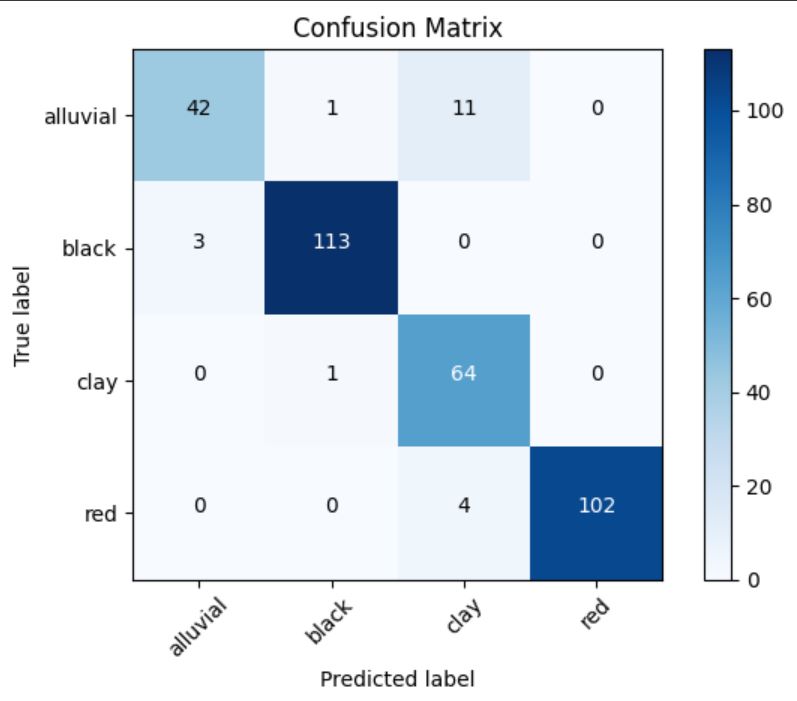 Confusion Matrix
alluvial 42 1 11 0
black 3 113 0 0
clay 0 1 64 0
red 0 0 4 102
alluvial black clay red
Predicted label
True label
100
80
60
40
20
0